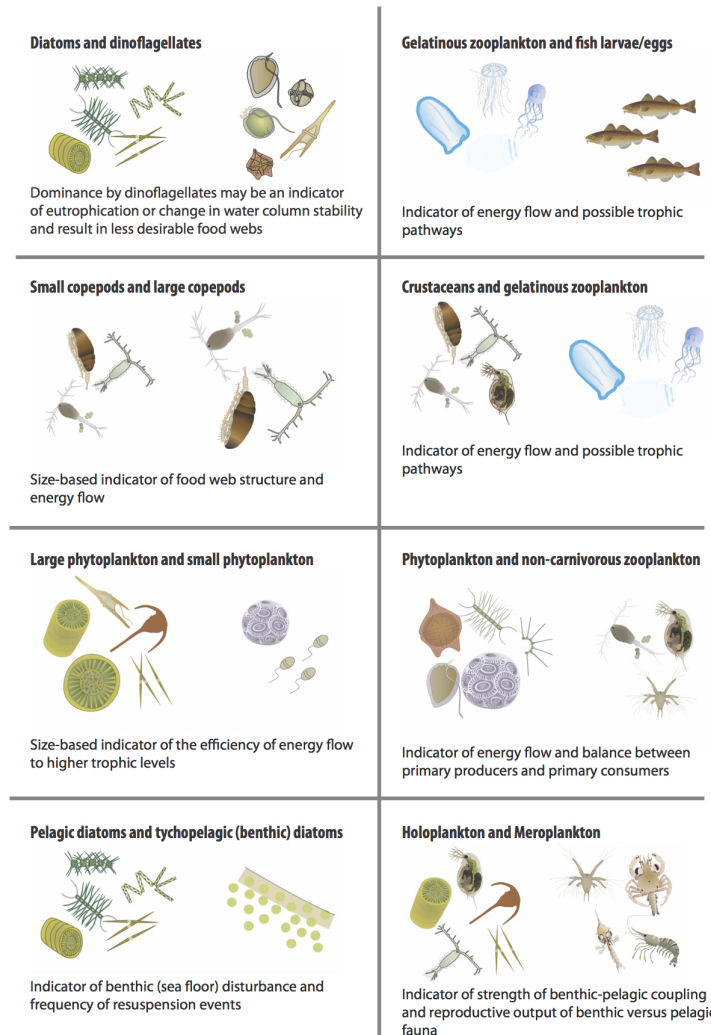 Diatoms and dinoflagellates
Dominance by dinoflagellates may be an indicator
of eutrophication or change in water column stability
and result in less desirable food webs
Gelatinous zooplankton and fish larvae/eggs
Indicator of energy flow and possible trophic
pathways
Small copepods and large copepods
Size-based indicator of food web structure and
energy flow
Crustaceans and gelatinous zooplankton
Indicator of energy flow and possible trophic
pathways
Large phytoplankton and small phytoplankton
Size-based indicator of the efficiency of energy flow
to higher trophic levels
Phytoplankton and non-carnivorous zooplankton
Indicator of energy flow and balance between
primary producers and primary consumers
Pelagic diatoms and tychopelagic (benthic) diatoms
Indicator of benthic (sea floor) disturbance and
frequency of resuspension events
Holoplankton and Meroplankton
Indicator of strength of benthic-pelagic coupling
and reproductive output of benthic versus pelagi
fauna